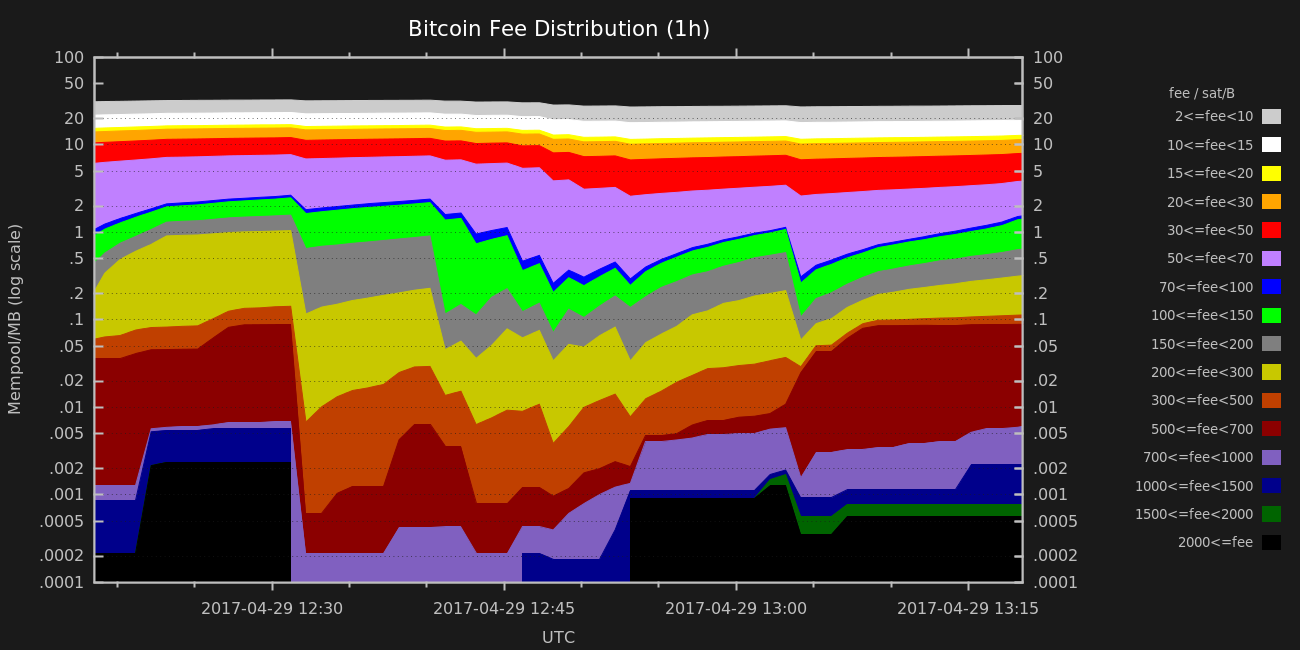 Bitcoin Fee Distribution (1h)
Mempool/MB (log scale)
100
50
20
10
5
2
1
.5
.2
.1
.05
.02
.01
.005
.002
.001
.0005
.0002
.0001
100
50
20
10
5
2
1
.5
.2
.1
.05
.02
.01
.005
.002
.001
.0005
.0002
.0001
2017-04-29 12:30 2017-04-29 12:45 2017-04-29 13:00 2017-04-29 13:15
UTC
fee / sat/B
2<=fee<10
10<=fee<15
15<=fee<20
20<=fee<30
30<=fee<50
50<=fee<70
70<=fee<100
100<=fee<150
150<=fee<200
200<=fee<300
300<=fee<500
500<=fee<700
700<=fee<1000
1000<=fee<1500
1500<=fee<2000
2000<=fee